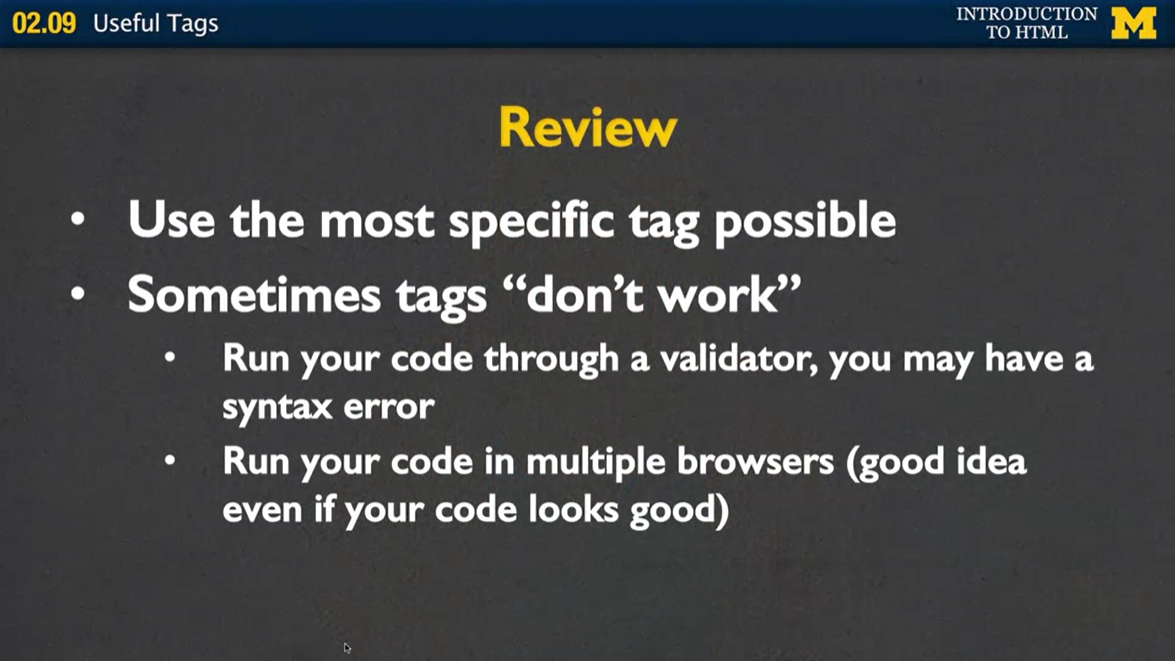 02.09 Useful Tags
INTRODUCTION
TO HTML
M
Review
• Use the most specific tag possible
• Sometimes tags “don’t work”
• Run your code through a validator, you may have a
syntax error
• Run your code in multiple browsers (good idea
even if your code looks good)